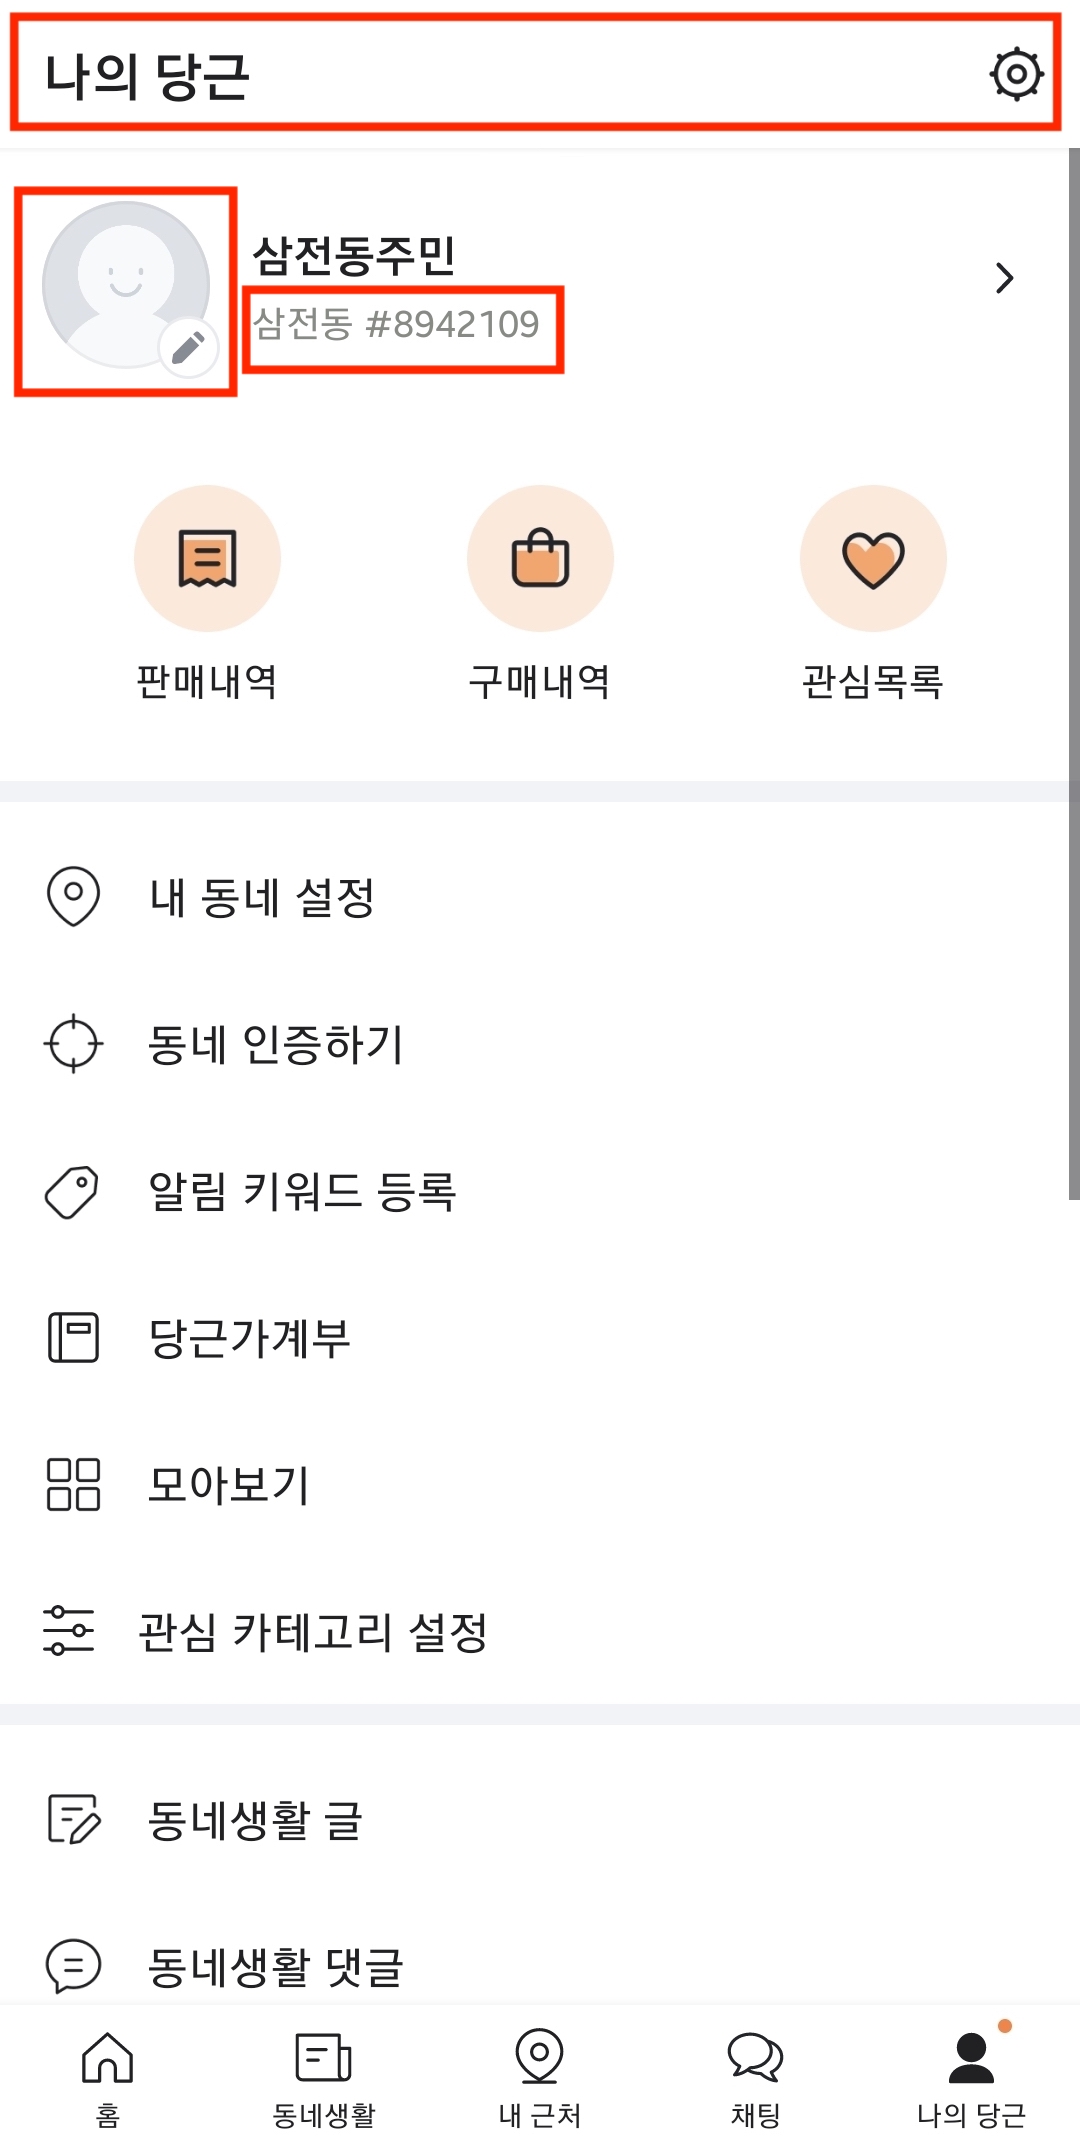 나의 당근
삼전동주민
삼전동 #8942109
판매내역 구매내역 관심목록
내 동네 설정
동네 인증하기
알림 키워드 등록
당근가계부
모아보기
관심 카테고리 설정
동네생활 글
동네생활 댓글
홈 동네생활 내 근처 채팅 나의 당근